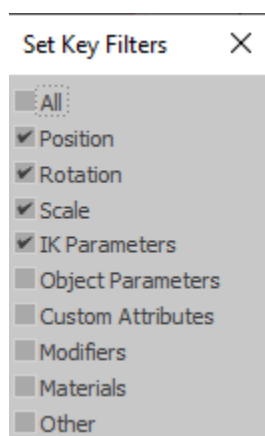 Set Key Filters
All
Position
Rotation
Scale
IK Parameters
Object Parameters
Custom Attributes
Modifiers
Materials
Other